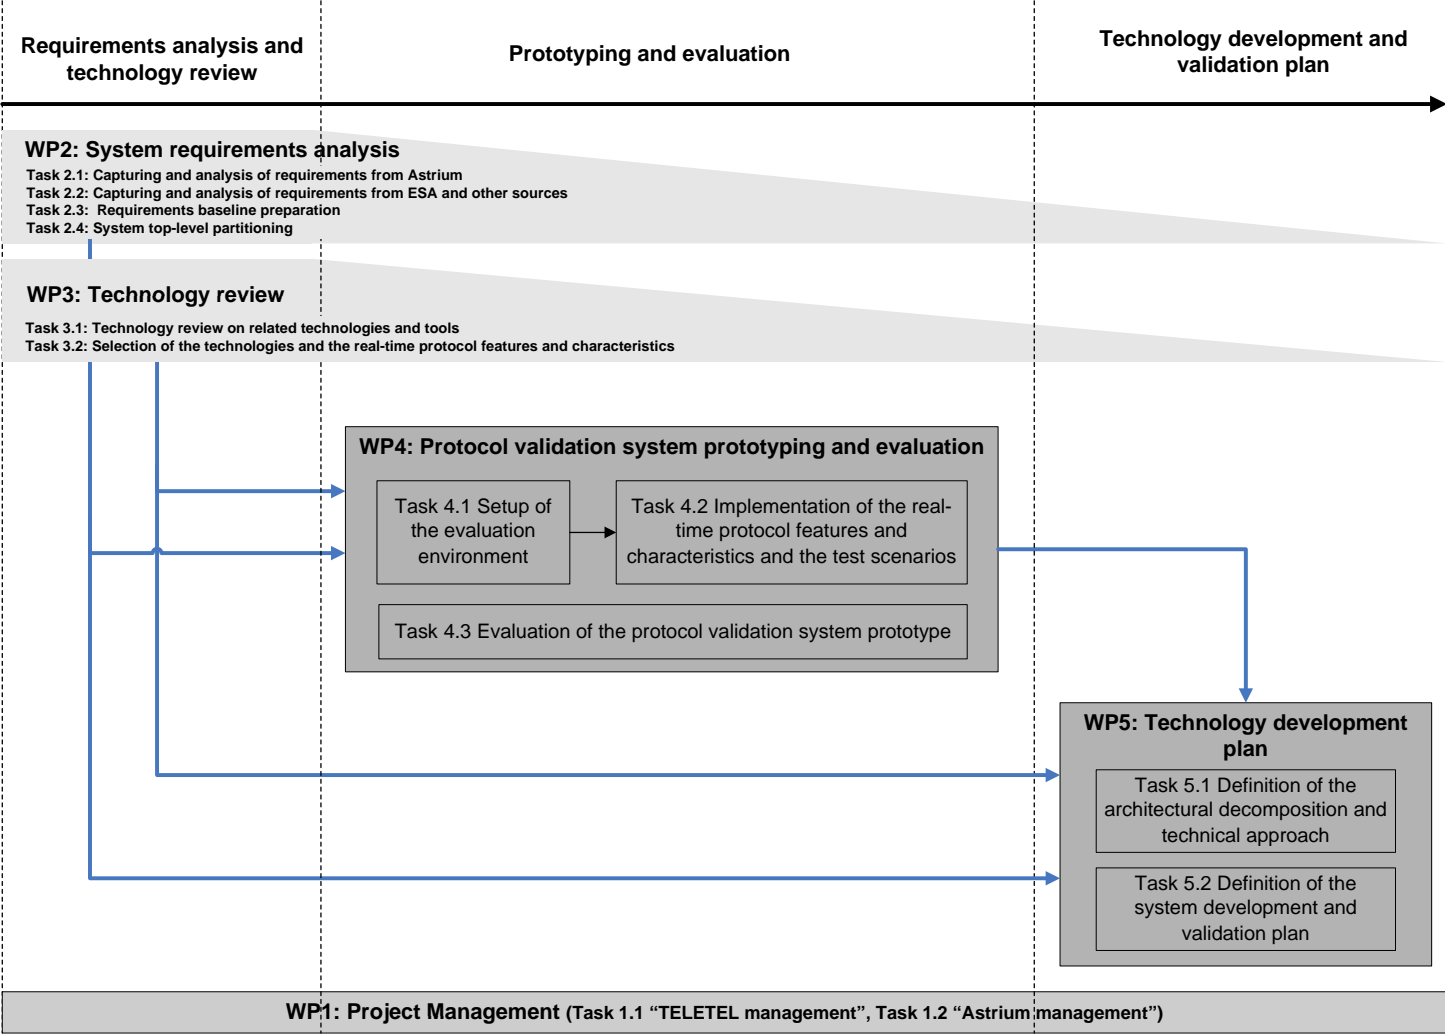 Requirements analysis and
technology review
Prototyping and evaluation
Technology development and
validation plan
WP2: System requirements analysis
Task 2.1: Capturing and analysis of requirements from Astrium
Task 2.2: Capturing and analysis of requirements from ESA and other sources
Task 2.3:  Requirements baseline preparation
Task 2.4: System top-level partitioning
WP3: Technology review
Task 3.1: Technology review on related technologies and tools
Task 3.2: Selection of the technologies and the real-time protocol features and characteristics
WP4: Protocol validation system prototyping and evaluation
Task 4.1 Setup of
the evaluation
environment
Task 4.2 Implementation of the real-
time protocol features and
characteristics and the test scenarios
Task 4.3 Evaluation of the protocol validation system prototype
WP5: Technology development
plan
Task 5.1 Definition of the
architectural decomposition and
technical approach
Task 5.2 Definition of the
system development and
validation plan
WP1: Project Management (Task 1.1 “TELETEL management”, Task 1.2 “Astrium management”)